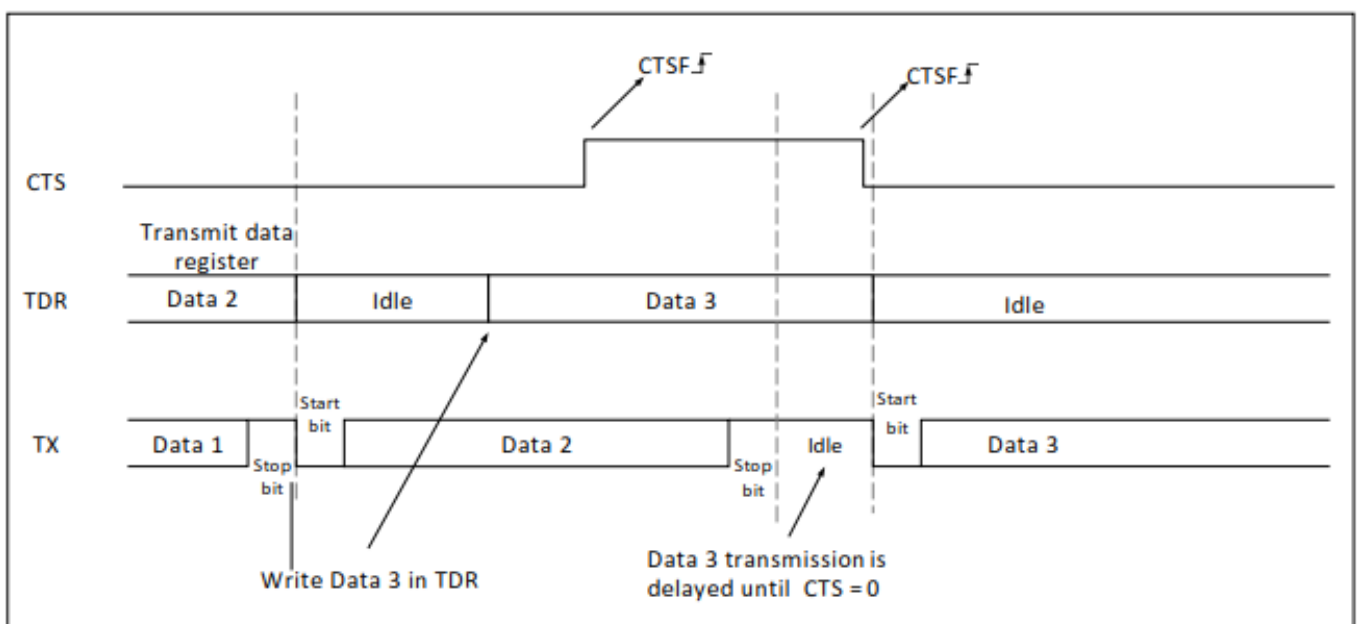 CTSF
CTSF
CTS
Transmit data
register
TDR
Data 2
Idle
Data 3
Idle
Start
bit
Start
bit
TX
Data 1
Data 2
Idle
Data 3
Stop
bit
Stop
bit
Write Data 3 in TDR
Data 3 transmission is
delayed until CTS = 0